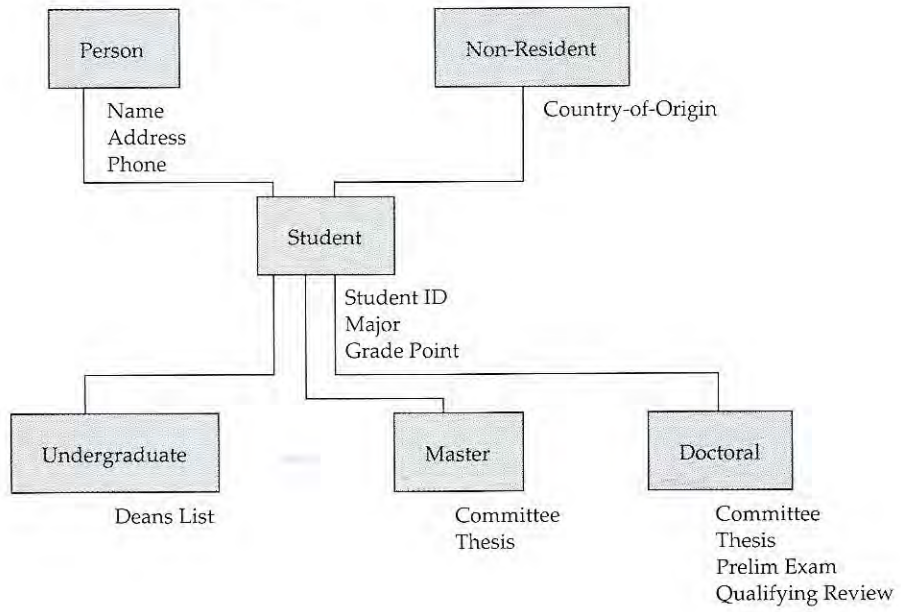 Person
Non-Resident
Name
Address
Phone
Country-of-Origin
Student
Student ID
Major
Grade Point
Undergraduate
Master
Doctoral
Deans List
Committee
Thesis
Committee
Thesis
Prelim Exam
Qualifying Review